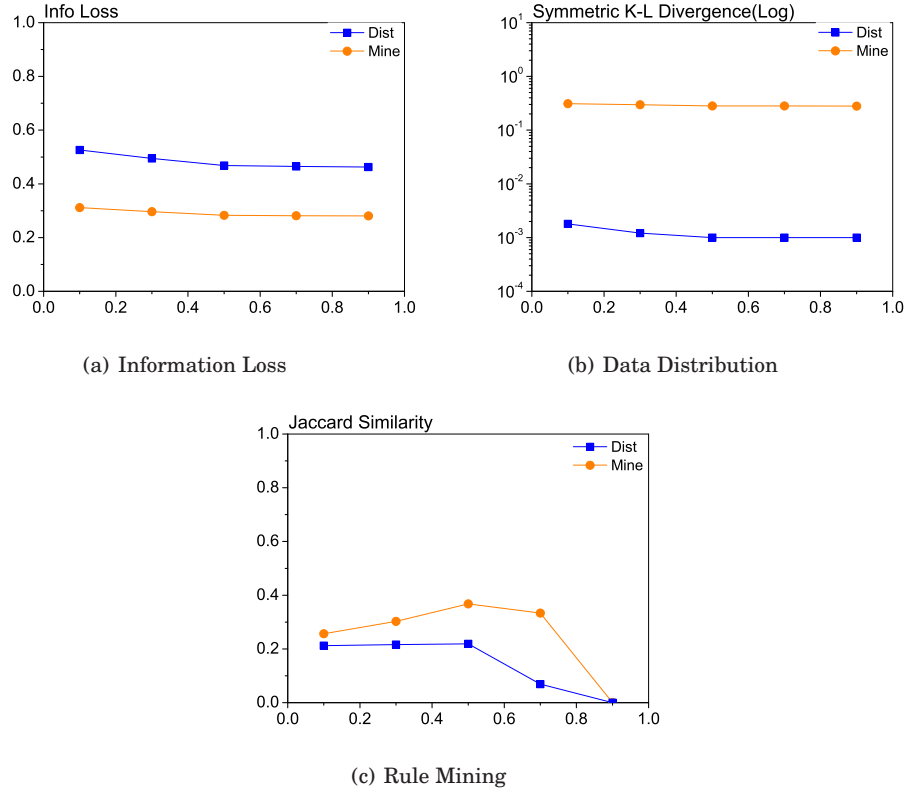 Info Loss
1.0
0.8
0.6
0.4
0.2
0.0
0.0 0.2 0.4 0.6 0.8 1.0
Dist
Mine
(a) Information Loss
Symmetric K-L Divergence(Log)
10^1
10^0
10^-1
10^-2
10^-3
10^-4
0.0 0.2 0.4 0.6 0.8 1.0
Dist
Mine
(b) Data Distribution
Jaccard Similarity
1.0
0.8
0.6
0.4
0.2
0.0
0.0 0.2 0.4 0.6 0.8 1.0
Dist
Mine
(c) Rule Mining